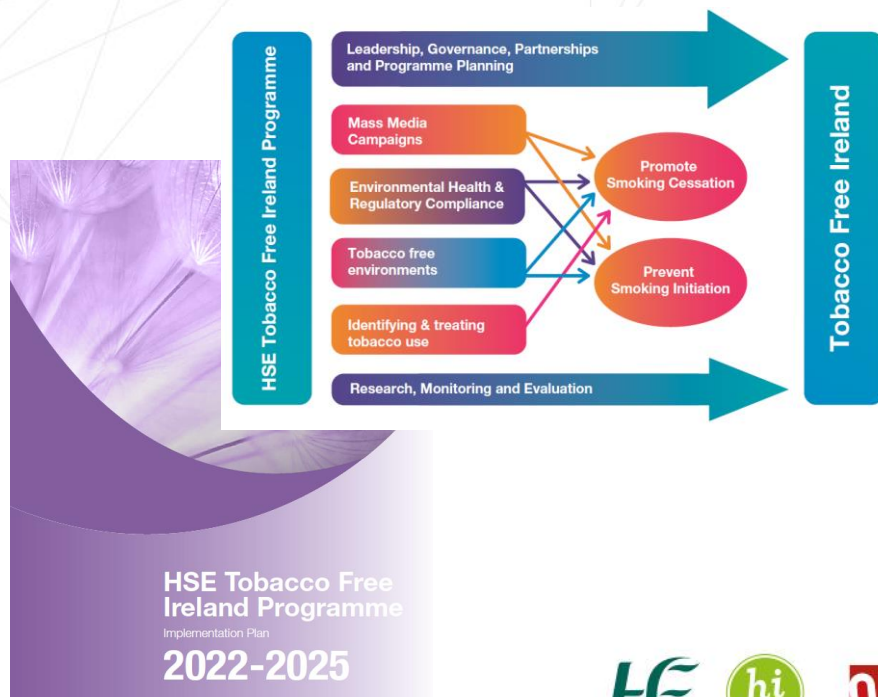 HSE Tobacco Free Ireland Programme
Leadership, Governance, Partnerships
and Programme Planning
Mass Media
Campaigns
Environmental Health &
Regulatory Compliance
Tobacco free
environments
Identifying & treating
tobacco use
Research, Monitoring and Evaluation
Promote
Smoking Cessation
Prevent
Smoking Initiation
Tobacco Free Ireland
HSE Tobacco Free
Ireland Programme
Implementation Plan
2022-2025
hi